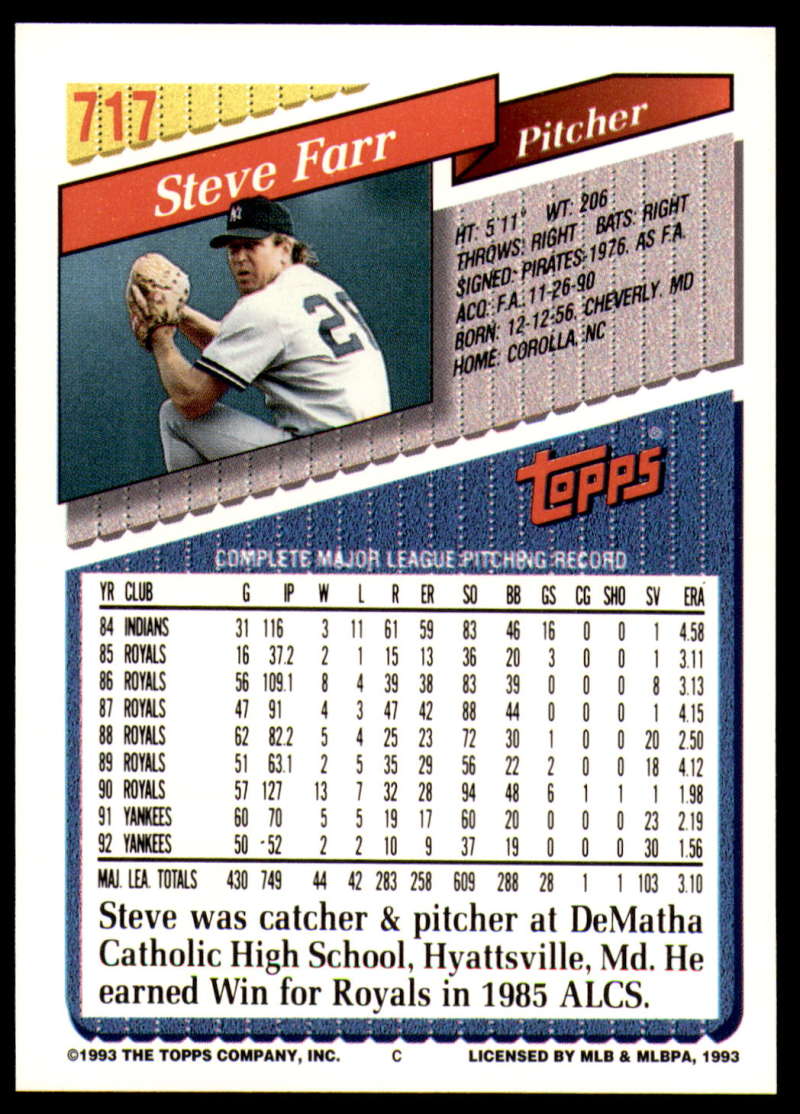 717
Steve Farr
Pitcher
NY
HT: 5'11" WT: 206
THROWS: RIGHT BATS: RIGHT
SIGNED: PIRATES-1976, AS F.A.
ACQ: F.A. 11-26-90
BORN: 12-12-56, CHEVERLY, MD
HOME: COROLLA, NC
TOPPS®
COMPLETE MAJOR LEAGUE PITCHING RECORD
YR CLUB G IP W L R ER SO BB GS CG SHO SV ERA
84 INDIANS 31 116 3 11 61 59 83 46 16 0 0 1 4.58
85 ROYALS 16 37.2 2 1 15 13 36 20 3 0 0 1 3.11
86 ROYALS 56 109.1 8 4 39 38 83 39 0 0 0 8 3.13
87 ROYALS 47 91 4 3 47 42 88 44 0 0 0 1 4.15
88 ROYALS 62 82.2 5 4 25 23 72 30 1 0 0 20 2.50
89 ROYALS 51 63.1 2 5 35 29 56 22 2 0 0 18 4.12
90 ROYALS 57 127 13 7 32 28 94 48 6 1 1 1 1.98
91 YANKEES 60 70 5 5 19 17 60 20 0 0 0 23 2.19
92 YANKEES 50 52 2 2 10 9 37 19 0 0 0 30 1.56
MAJ. LEA. TOTALS 430 749 44 42 283 258 609 288 28 1 1 103 3.10
Steve was catcher & pitcher at DeMatha
Catholic High School, Hyattsville, Md. He
earned Win for Royals in 1985 ALCS.
©1993 THE TOPPS COMPANY, INC. C LICENSED BY MLB & MLBPA, 1993